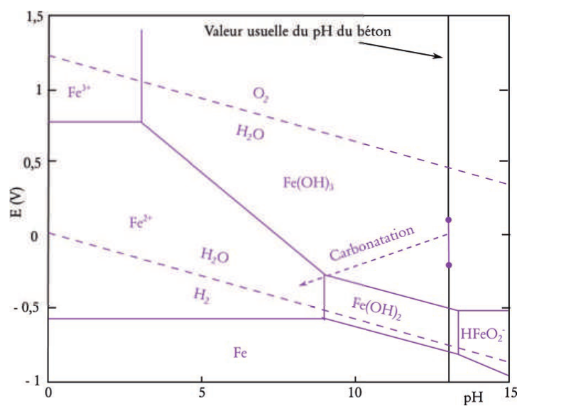 1,5
Valeur usuelle du pH du béton
Fe³⁺
1
O₂
H₂O
0,5
Fe(OH)₃
E (V)
Fe²⁺
Carbonatation
0
H₂O
H₂
Fe(OH)₂
- 0,5
HFeO₂⁻
Fe
- 1
0
5
10
pH
15